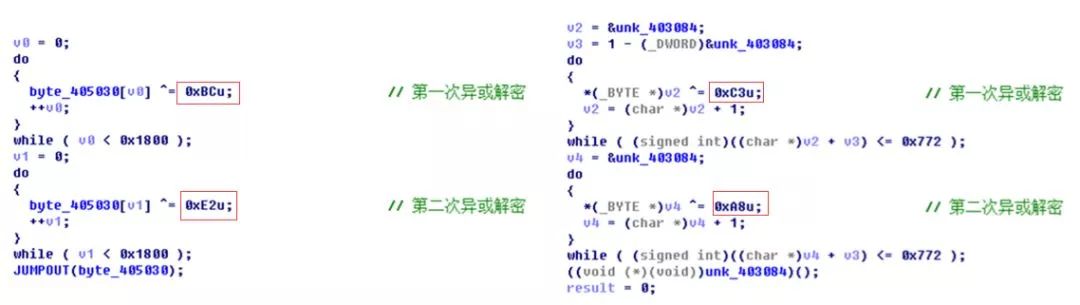 v0 = 0;
do
{
byte_405030[v0] ^= 0xBCu; // 第一次异或解密
++v0;
}
while ( v0 < 0x1800 );
v1 = 0;
do
{
byte_405030[v1] ^= 0xE2u; // 第二次异或解密
++v1;
}
while ( v1 < 0x1800 );
JUMPOUT(byte_405030);
v2 = &unk_403084;
v3 = 1 - (_DWORD)&unk_403084;
do
{
*(_BYTE *)v2 ^= 0xC3u; // 第一次异或解密
v2 = (char *)v2 + 1;
}
while ( (signed int)((char *)v2 + v3) <= 0x772 );
v4 = &unk_403084;
do
{
*(_BYTE *)v4 ^= 0xA8u; // 第二次异或解密
v4 = (char *)v4 + 1;
}
while ( (signed int)((char *)v4 + v3) <= 0x772 );
((void (*)(void))unk_403084)();
result = 0;